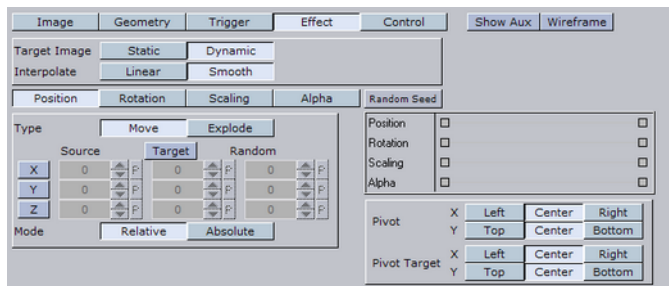 Image Geometry Trigger Effect Control Show Aux Wireframe
Target Image Static Dynamic
Interpolate Linear Smooth
Position Rotation Scaling Alpha Random Seed
Type Move Explode
Source Target Random
X 0 P 0 P 0 P
Y 0 P 0 P 0 P
Z 0 P 0 P 0 P
Mode Relative Absolute
Position
Rotation
Scaling
Alpha
Pivot X Left Center Right
Y Top Center Bottom
Pivot Target X Left Center Right
Y Top Center Bottom